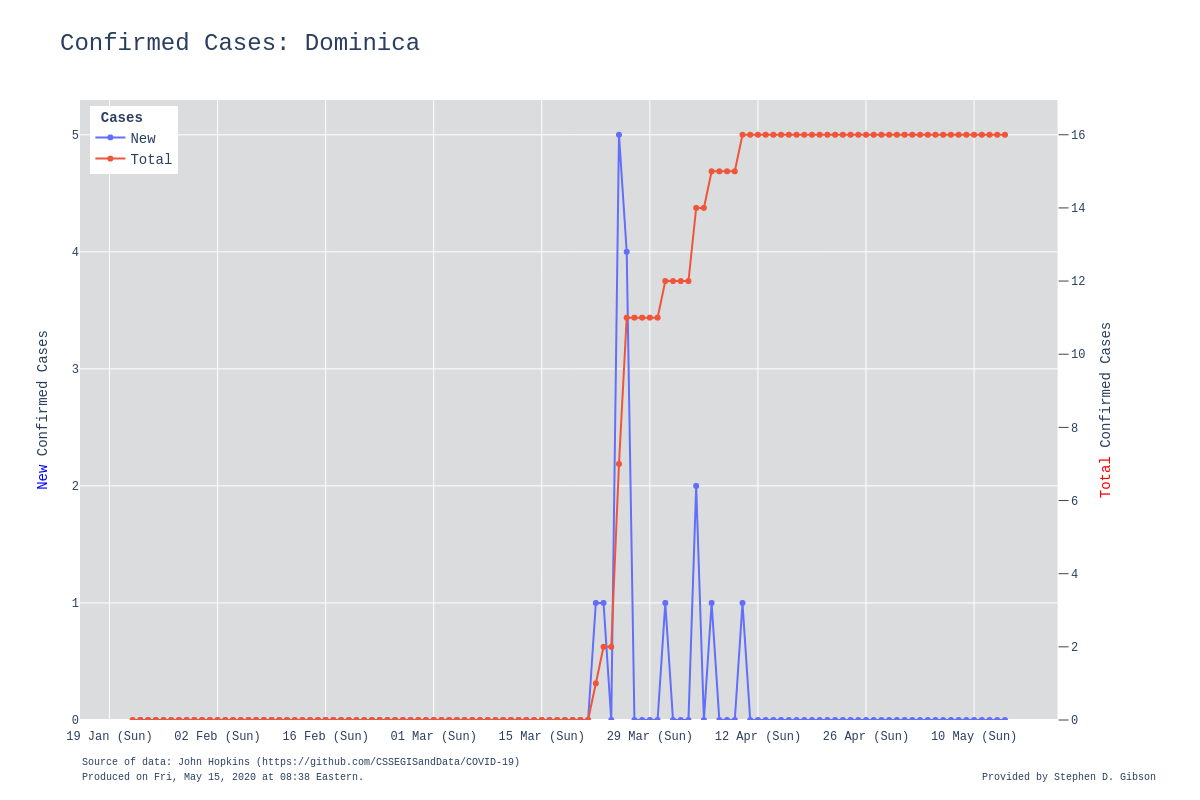 Confirmed Cases: Dominica
Cases
New
Total
5
4
3
2
1
0
New Confirmed Cases
16
14
12
10
8
6
4
2
0
Total Confirmed Cases
19 Jan (Sun) 02 Feb (Sun) 16 Feb (Sun) 01 Mar (Sun) 15 Mar (Sun) 29 Mar (Sun) 12 Apr (Sun) 26 Apr (Sun) 10 May (Sun)
Source of data: John Hopkins (https://github.com/CSSEGISandData/COVID-19)
Produced on Fri, May 15, 2020 at 08:38 Eastern.
Provided by Stephen D. Gibson